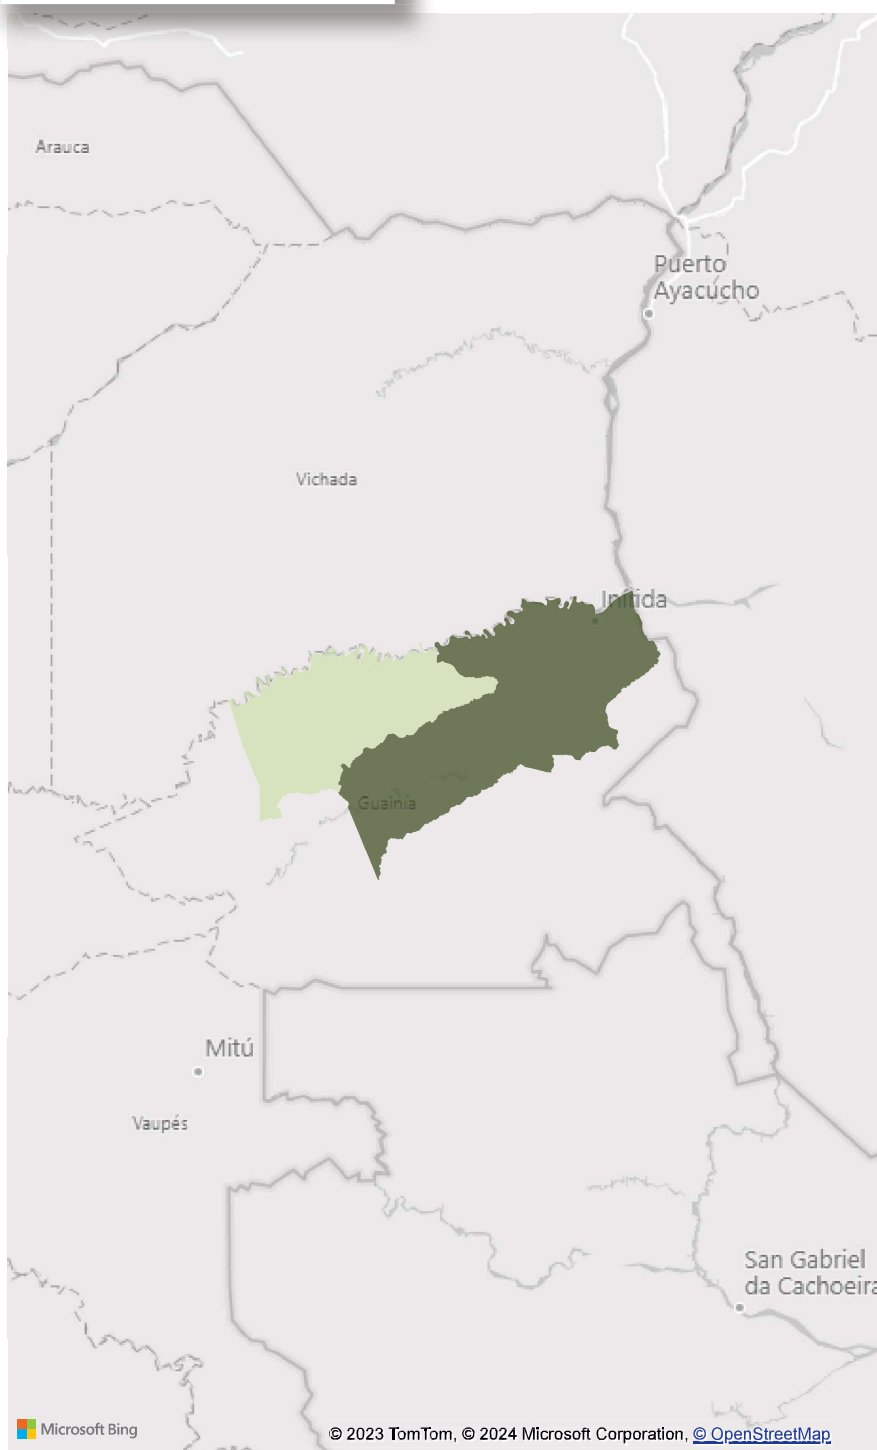 Arauca
Puerto
Ayacucho
Vichada
Inírida
Guainía
Mitú
Vaupés
San Gabriel
da Cachoeira
Microsoft Bing
© 2023 TomTom, © 2024 Microsoft Corporation, © OpenStreetMap